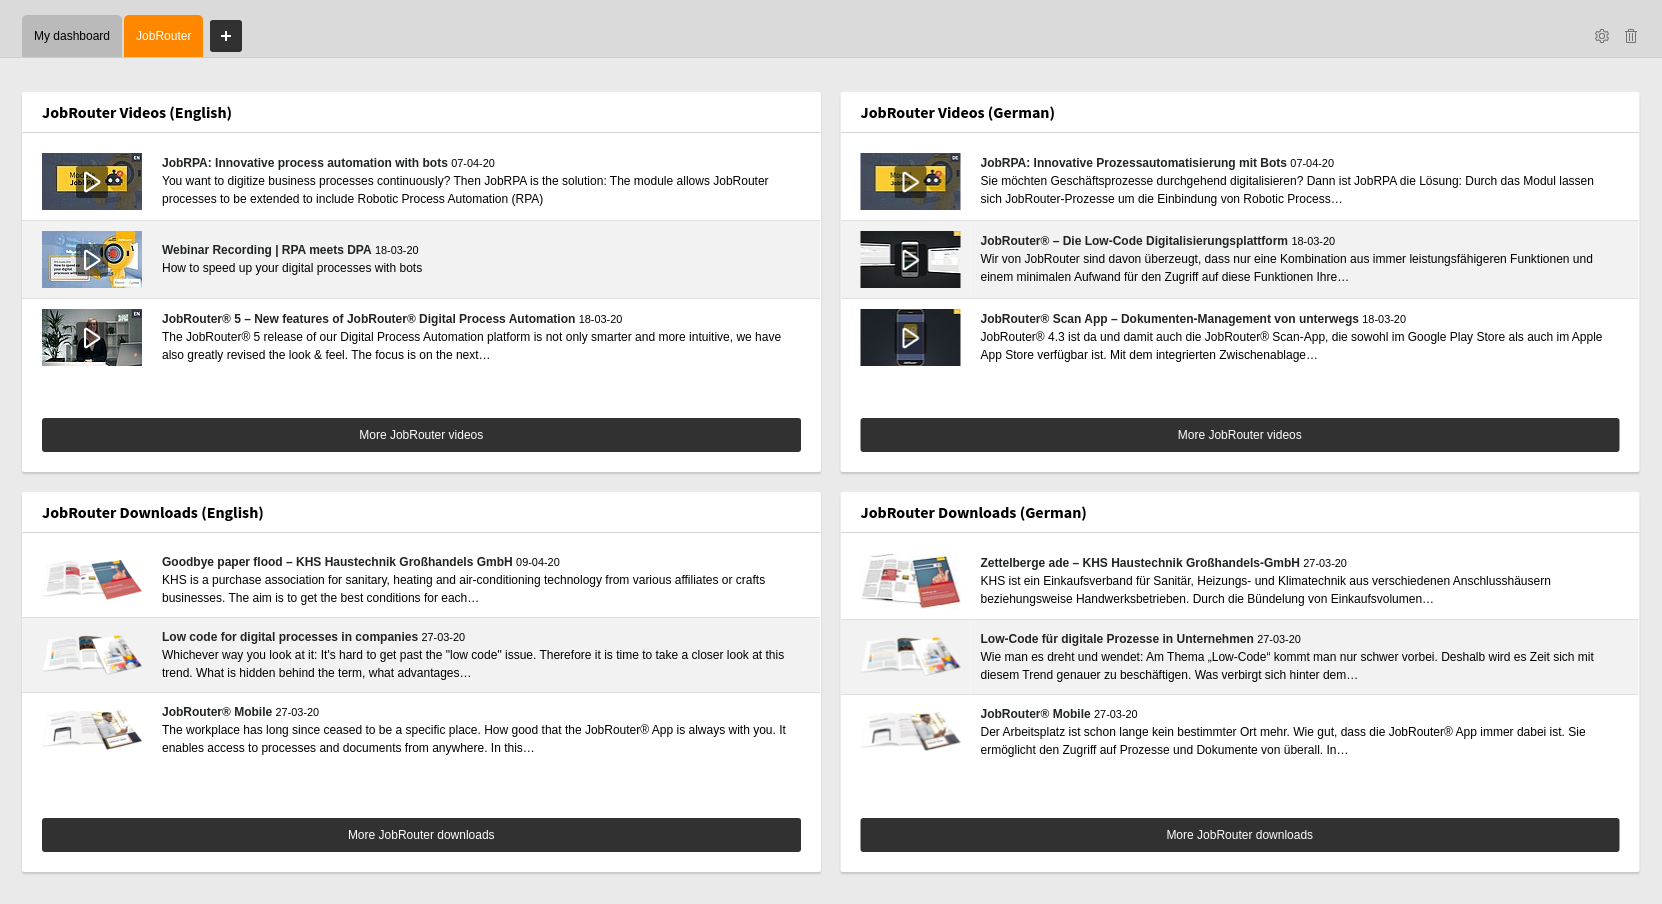 My dashboard
JobRouter
+
JobRouter Videos (English)
JobRPA: Innovative process automation with bots 07-04-20
You want to digitize business processes continuously? Then JobRPA is the solution: The module allows JobRouter
processes to be extended to include Robotic Process Automation (RPA)
Webinar Recording | RPA meets DPA 18-03-20
How to speed up your digital processes with bots
JobRouter® 5 – New features of JobRouter® Digital Process Automation 18-03-20
The JobRouter® 5 release of our Digital Process Automation platform is not only smarter and more intuitive, we have
also greatly revised the look & feel. The focus is on the next…
More JobRouter videos
JobRouter Videos (German)
JobRPA: Innovative Prozessautomatisierung mit Bots 07-04-20
Sie möchten Geschäftsprozesse durchgehend digitalisieren? Dann ist JobRPA die Lösung: Durch das Modul lassen
sich JobRouter-Prozesse um die Einbindung von Robotic Process…
JobRouter® – Die Low-Code Digitalisierungsplattform 18-03-20
Wir von JobRouter sind davon überzeugt, dass nur eine Kombination aus immer leistungsfähigeren Funktionen und
einem minimalen Aufwand für den Zugriff auf diese Funktionen Ihre…
JobRouter® Scan App – Dokumenten-Management von unterwegs 18-03-20
JobRouter® 4.3 ist da und damit auch die JobRouter® Scan-App, die sowohl im Google Play Store als auch im Apple
App Store verfügbar ist. Mit dem integrierten Zwischenablage…
More JobRouter videos
JobRouter Downloads (English)
Goodbye paper flood – KHS Haustechnik Großhandels GmbH 09-04-20
KHS is a purchase association for sanitary, heating and air-conditioning technology from various affiliates or crafts
businesses. The aim is to get the best conditions for each…
Low code for digital processes in companies 27-03-20
Whichever way you look at it: It's hard to get past the "low code" issue. Therefore it is time to take a closer look at this
trend. What is hidden behind the term, what advantages…
JobRouter® Mobile 27-03-20
The workplace has long since ceased to be a specific place. How good that the JobRouter® App is always with you. It
enables access to processes and documents from anywhere. In this…
More JobRouter downloads
JobRouter Downloads (German)
Zettelberge ade – KHS Haustechnik Großhandels-GmbH 27-03-20
KHS ist ein Einkaufsverband für Sanitär, Heizungs- und Klimatechnik aus verschiedenen Anschlusshäusern
beziehungsweise Handwerksbetrieben. Durch die Bündelung von Einkaufsvolumen…
Low-Code für digitale Prozesse in Unternehmen 27-03-20
Wie man es dreht und wendet: Am Thema „Low-Code“ kommt man nur schwer vorbei. Deshalb wird es Zeit sich mit
diesem Trend genauer zu beschäftigen. Was verbirgt sich hinter dem…
JobRouter® Mobile 27-03-20
Der Arbeitsplatz ist schon lange kein bestimmter Ort mehr. Wie gut, dass die JobRouter® App immer dabei ist. Sie
ermöglicht den Zugriff auf Prozesse und Dokumente von überall. In…
More JobRouter downloads